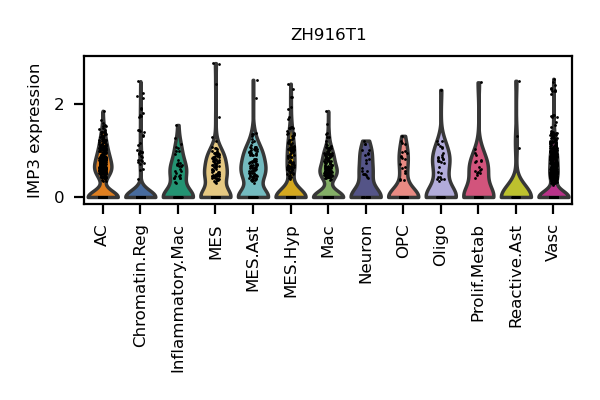 ZH916T1
IMP3 expression
2
0
AC
Chromatin.Reg
Inflammatory.Mac
MES
MES.Ast
MES.Hyp
Mac
Neuron
OPC
Oligo
Prolif.Metab
Reactive.Ast
Vasc